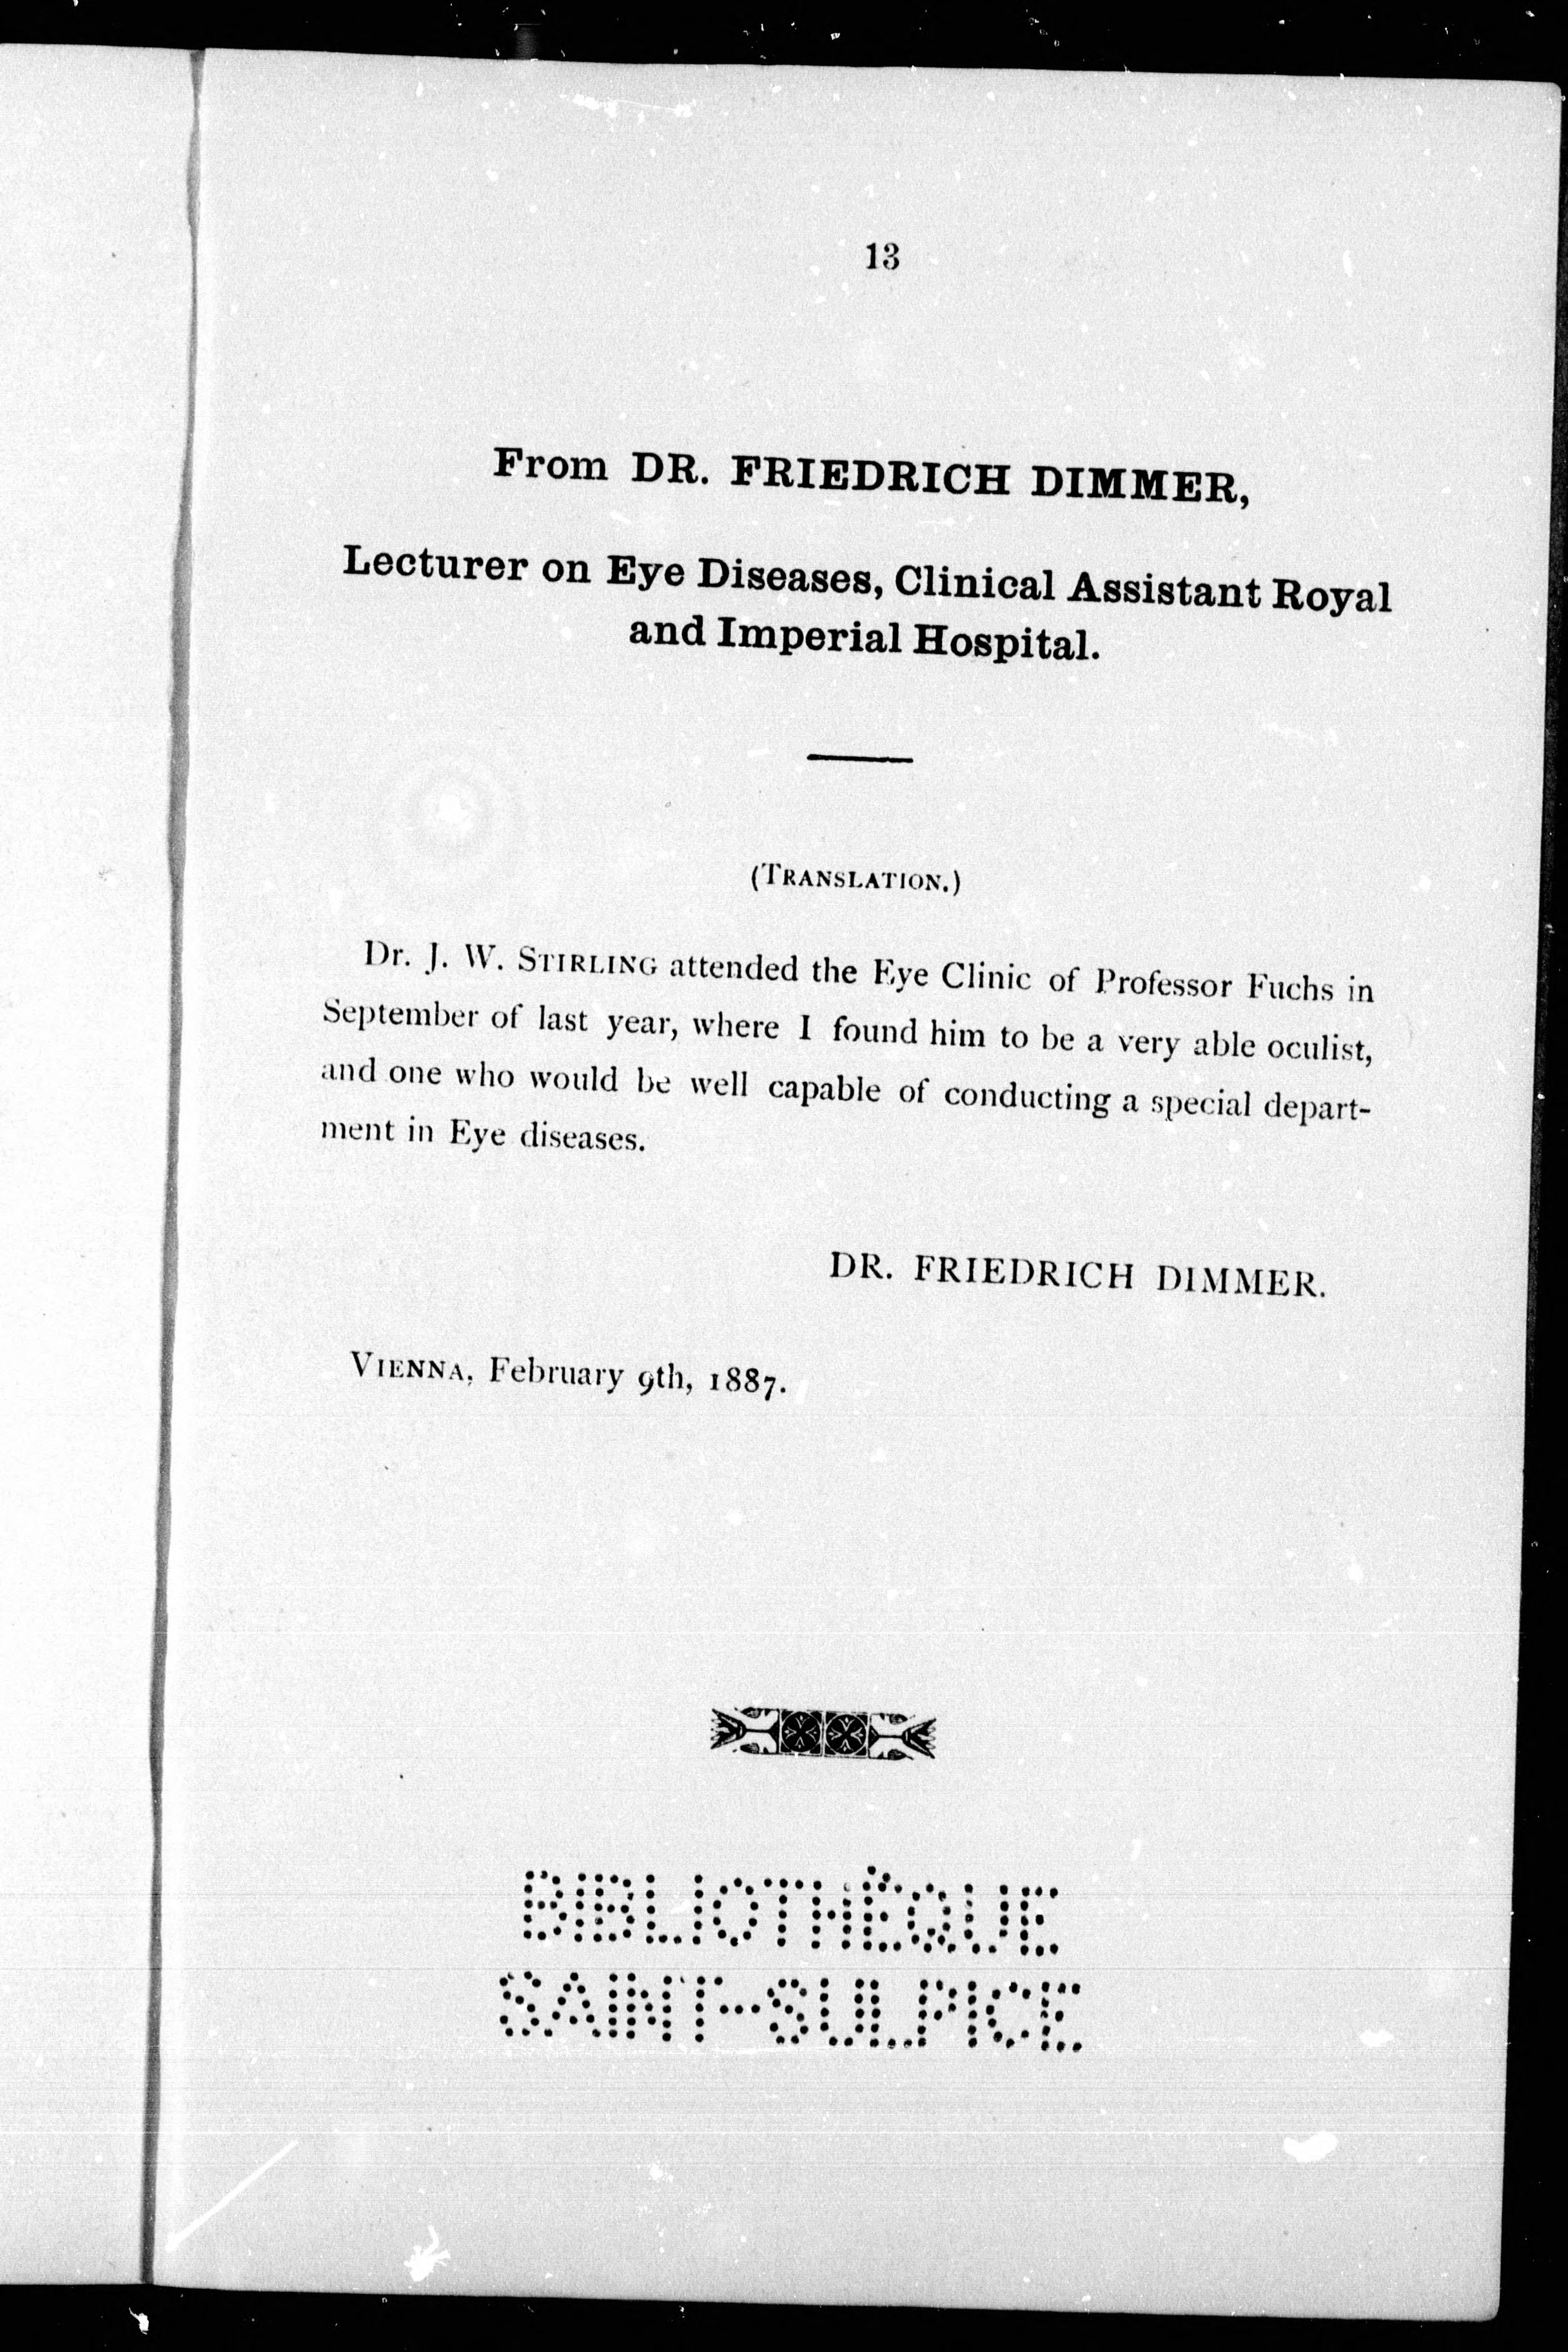 13
From DR. FRIEDRICH DIMMER,
Lecturer on Eye Diseases, Clinical Assistant Royal
and Imperial Hospital.
(TRANSLATION.)
Dr. J. W. STIRLING attended the Eye Clinic of Professor Fuchs in
September of last year, where I found him to be a very able oculist,
and one who would be well capable of conducting a special depart-
ment in Eye diseases.
DR. FRIEDRICH DIMMER.
VIENNA, February 9th, 1887.
BIBLIOTHÈQUE
SAINT-SULPICE